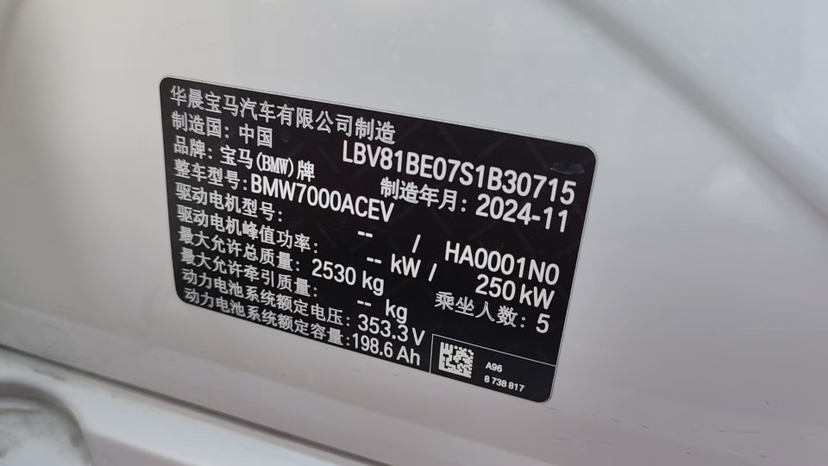 华晨宝马汽车有限公司制造
制造国: 中国 LBV81BE07S1B30715
品牌: 宝马(BMW)牌 制造年月: 2024-11
整车型号: BMW7000ACEV
驱动电机型号: -- / HA0001N0
驱动电机峰值功率: -- kW / 250 kW
最大允许总质量: 2530 kg 乘坐人数: 5
最大允许牵引质量: -- kg
动力电池系统额定电压: 353.3 V
动力电池系统额定容量: 198.6 Ah
A96
8 738 817